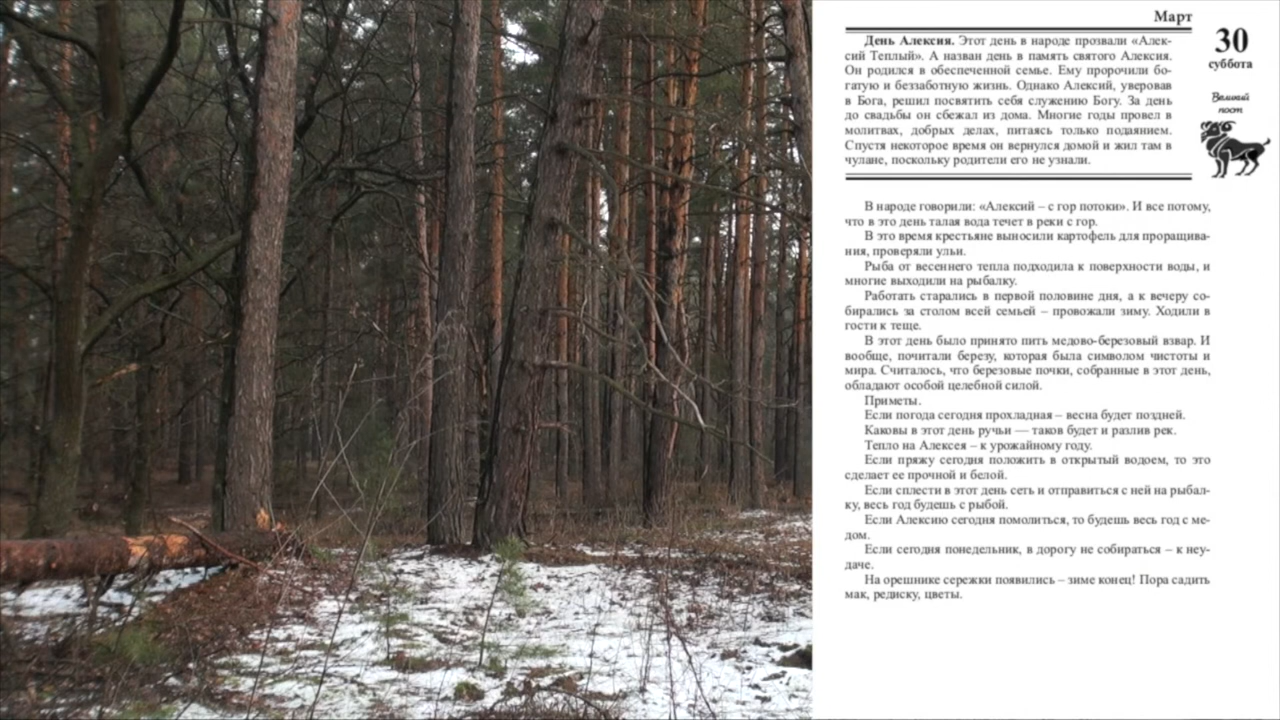 Март
30
суббота
Великий
пост
День Алексия. Этот день в народе прозвали «Алек-
сий Теплый». А назван день в память святого Алексия.
Он родился в обеспеченной семье. Ему пророчили бо-
гатую и беззаботную жизнь. Однако Алексий, уверовав
в Бога, решил посвятить себя служению Богу. За день
до свадьбы он сбежал из дома. Многие годы провел в
молитвах, добрых делах, питаясь только подаянием.
Спустя некоторое время он вернулся домой и жил там в
чулане, поскольку родители его не узнали.
В народе говорили: «Алексий – с гор потоки». И все потому,
что в это день талая вода течет в реки с гор.
В это время крестьяне выносили картофель для проращива-
ния, проверяли ульи.
Рыба от весеннего тепла подходила к поверхности воды, и
многие выходили на рыбалку.
Работать старались в первой половине дня, а к вечеру со-
бирались за столом всей семьей – провожали зиму. Ходили в
гости к теще.
В этот день было принято пить медово-березовый взвар. И
вообще, почитали березу, которая была символом чистоты и
мира. Считалось, что березовые почки, собранные в этот день,
обладают особой целебной силой.
Приметы.
Если погода сегодня прохладная – весна будет поздней.
Каковы в этот день ручьи — таков будет и разлив рек.
Тепло на Алексея – к урожайному году.
Если пряжу сегодня положить в открытый водоем, то это
сделает ее прочной и белой.
Если сплести в этот день сеть и отправиться с ней на рыбал-
ку, весь год будешь с рыбой.
Если Алексию сегодня помолиться, то будешь весь год с ме-
дом.
Если сегодня понедельник, в дорогу не собираться – к неу-
даче.
На орешнике сережки появились – зиме конец! Пора садить
мак, редиску, цветы.